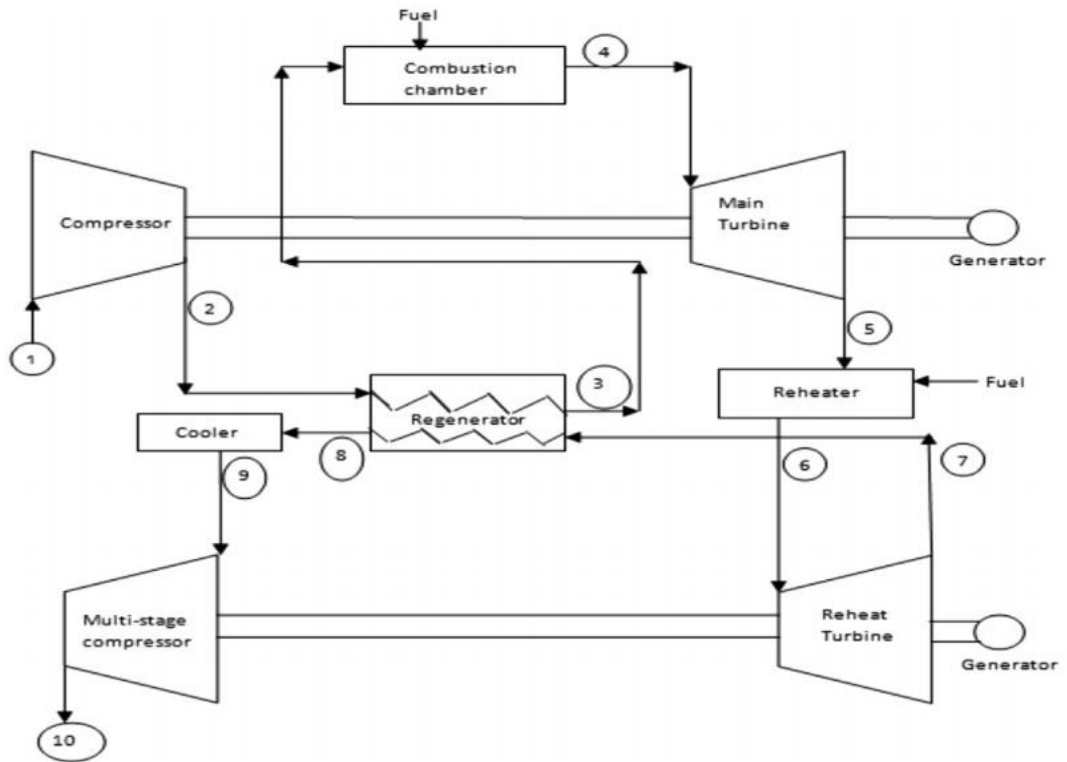 Fuel
Combustion
chamber
4
Compressor
Main
Turbine
Generator
2
1
5
3
Regenerator
Reheater
Fuel
Cooler
8
9
6
7
Multi-stage
compressor
Reheat
Turbine
Generator
10